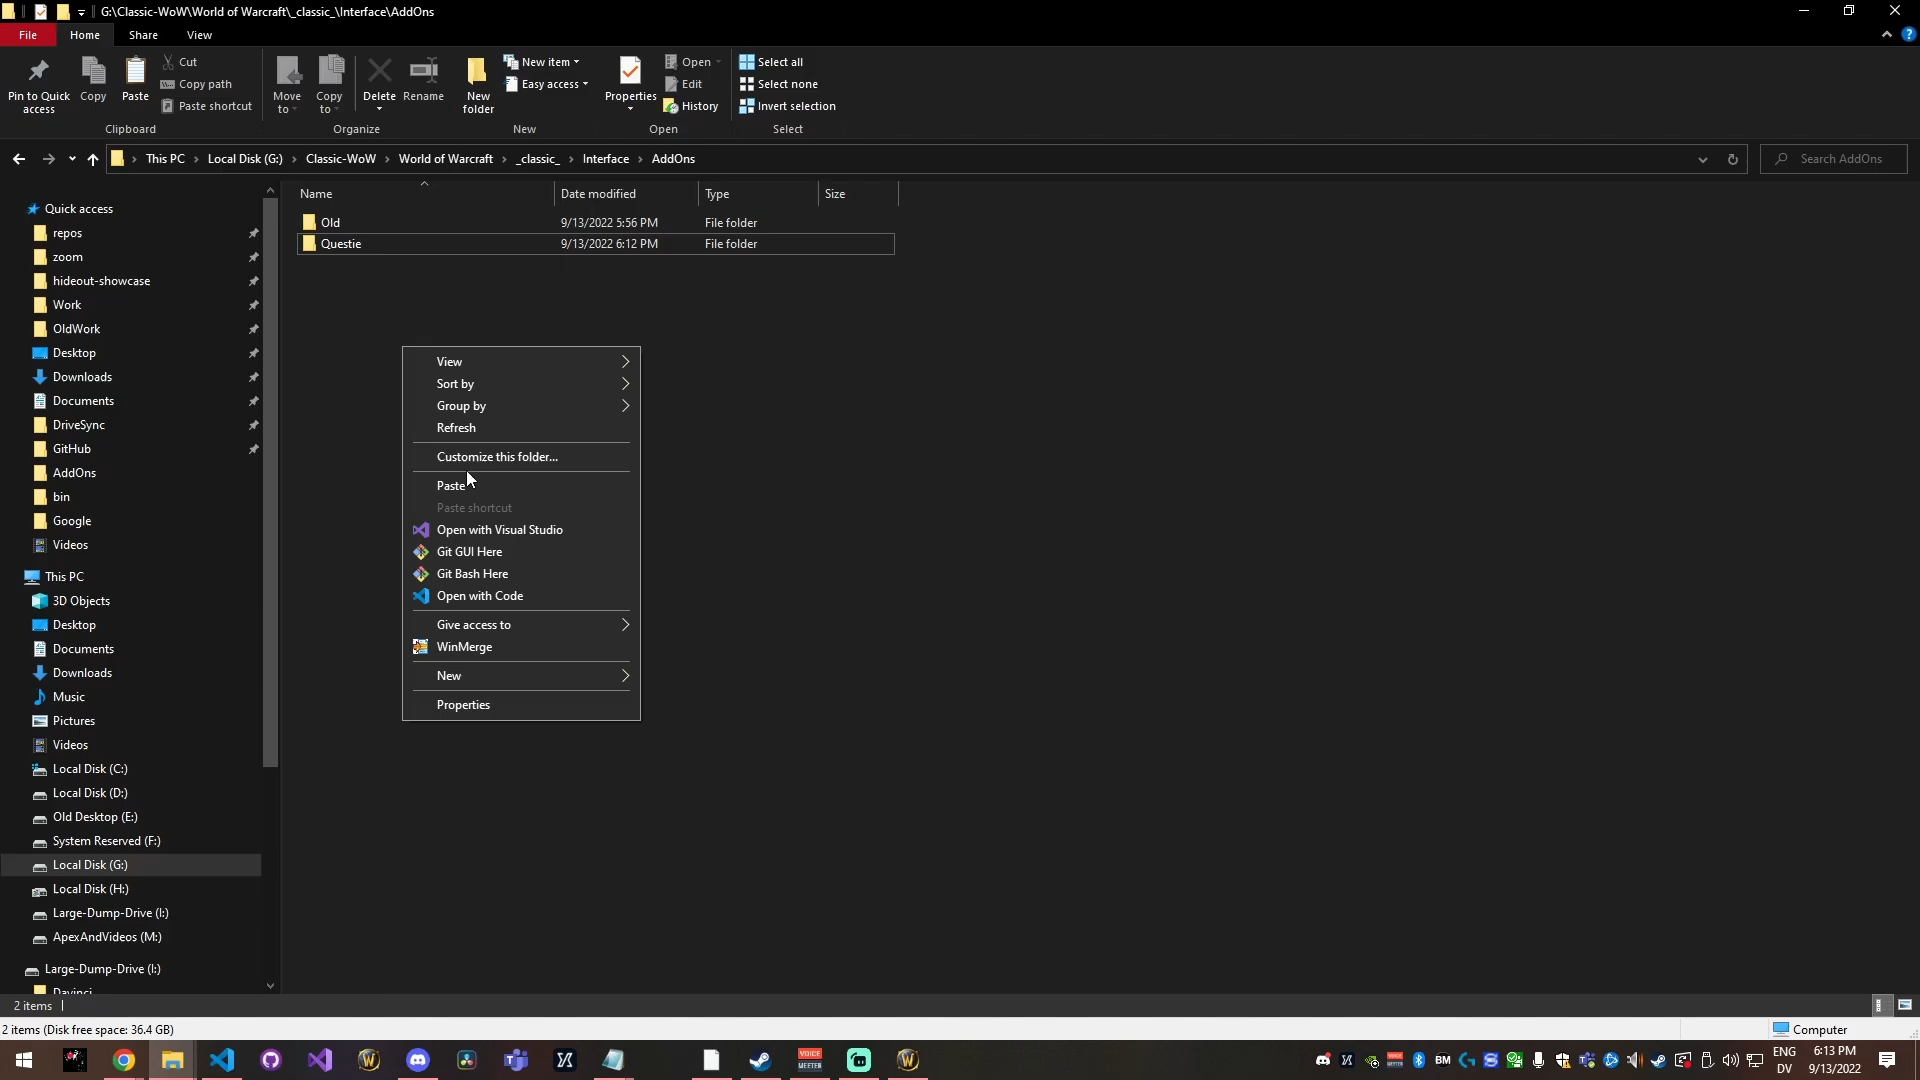 G:\Classic-WoW\World of Warcraft\_classic_\Interface\AddOns
File Home Share View
Pin to Quick access
Copy
Paste
Cut
Copy path
Paste shortcut
Clipboard
Move to
Copy to
Delete
Rename
Organize
New folder
New item
Easy access
New
Properties
Open
Edit
History
Open
Select all
Select none
Invert selection
Select
This PC Local Disk (G:) Classic-WoW World of Warcraft _classic_ Interface AddOns
Search AddOns
Quick access
repos
zoom
hideout-showcase
Work
OldWork
Desktop
Downloads
Documents
DriveSync
GitHub
AddOns
bin
Google
Videos
This PC
3D Objects
Desktop
Documents
Downloads
Music
Pictures
Videos
Local Disk (C:)
Local Disk (D:)
Old Desktop (E:)
System Reserved (F:)
Local Disk (G:)
Local Disk (H:)
Large-Dump-Drive (I:)
ApexAndVideos (M:)
Large-Dump-Drive (I:)
Davinci
Name Date modified Type Size
Old 9/13/2022 5:56 PM File folder
Questie 9/13/2022 6:12 PM File folder
View
Sort by
Group by
Refresh
Customize this folder...
Paste
Paste shortcut
Open with Visual Studio
Git GUI Here
Git Bash Here
Open with Code
Give access to
WinMerge
New
Properties
2 items
2 items (Disk free space: 36.4 GB)
Computer
VOICE
MEETER
BM
ENG
DV
6:13 PM
9/13/2022